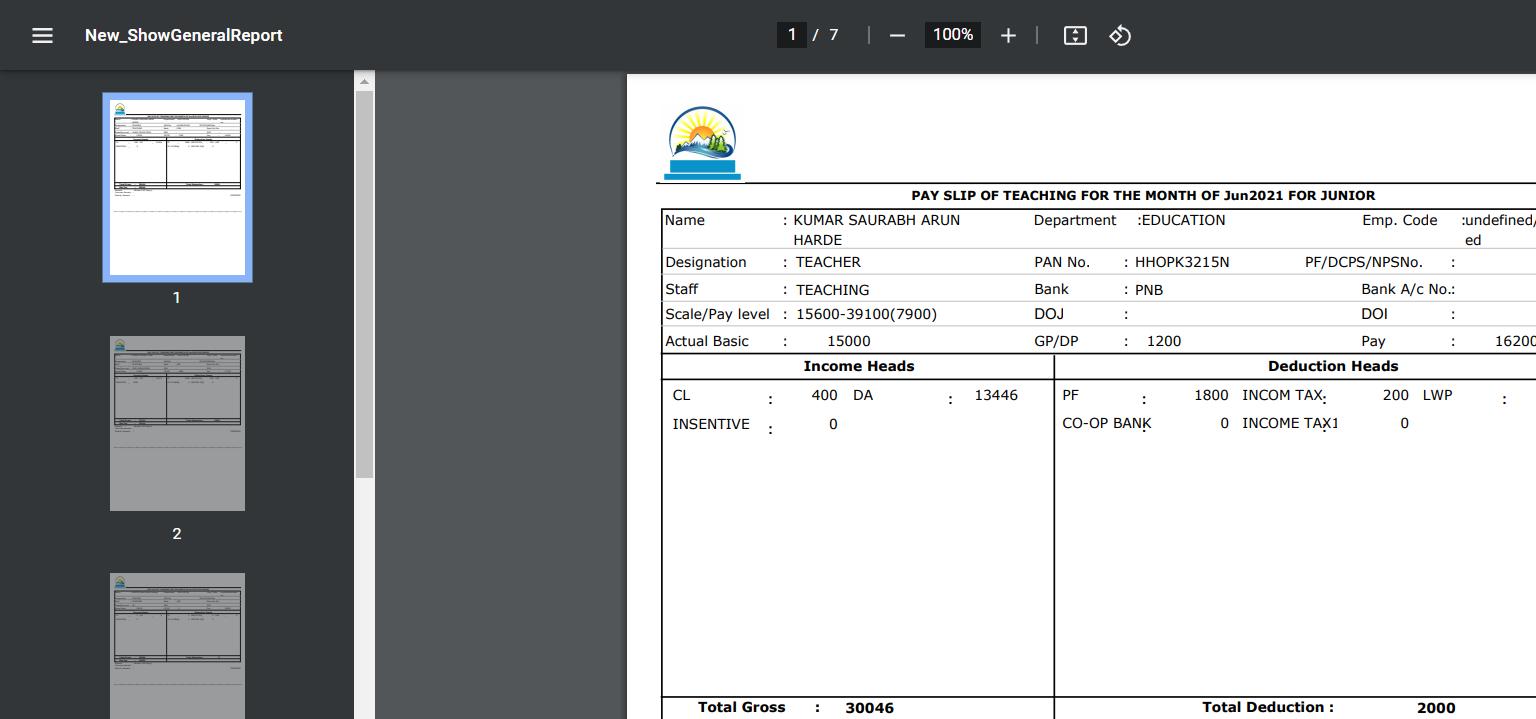 New_ShowGeneralReport
1 / 7
100%
1
2
PAY SLIP OF TEACHING FOR THE MONTH OF Jun2021 FOR JUNIOR
Name : KUMAR SAURABH ARUN Department :EDUCATION Emp. Code :undefined/
HARDE ed
Designation : TEACHER PAN No. : HHOPK3215N PF/DCPS/NPSNo. :
Staff : TEACHING Bank : PNB Bank A/c No.:
Scale/Pay level : 15600-39100(7900) DOJ : DOI :
Actual Basic : 15000 GP/DP : 1200 Pay : 16200
Income Heads Deduction Heads
CL : 400 DA : 13446 PF : 1800 INCOM TAX: 200 LWP :
INSENTIVE : 0 CO-OP BANK: 0 INCOME TAX1: 0
Total Gross : 30046 Total Deduction : 2000